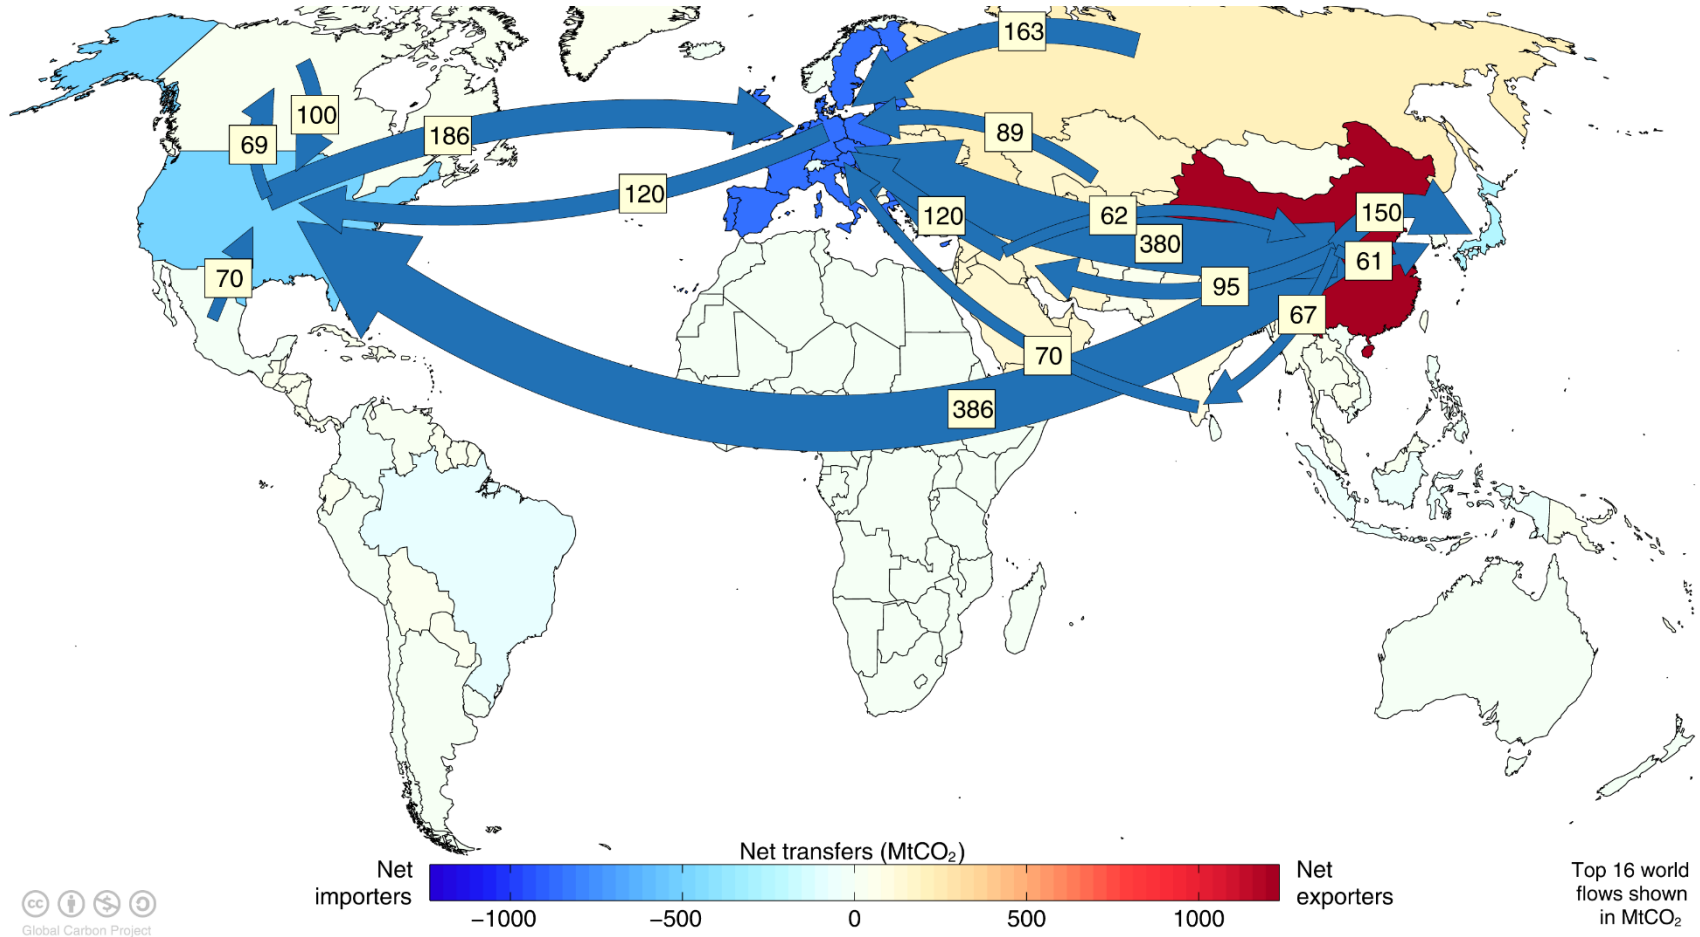 163
100
69
186
89
120
120
62
150
380
61
70
95
67
70
386
Net transfers (MtCO₂)
Net
importers
Net
exporters
−1000
−500
0
500
1000
Top 16 world
flows shown
in MtCO₂
cc
$
Global Carbon Project